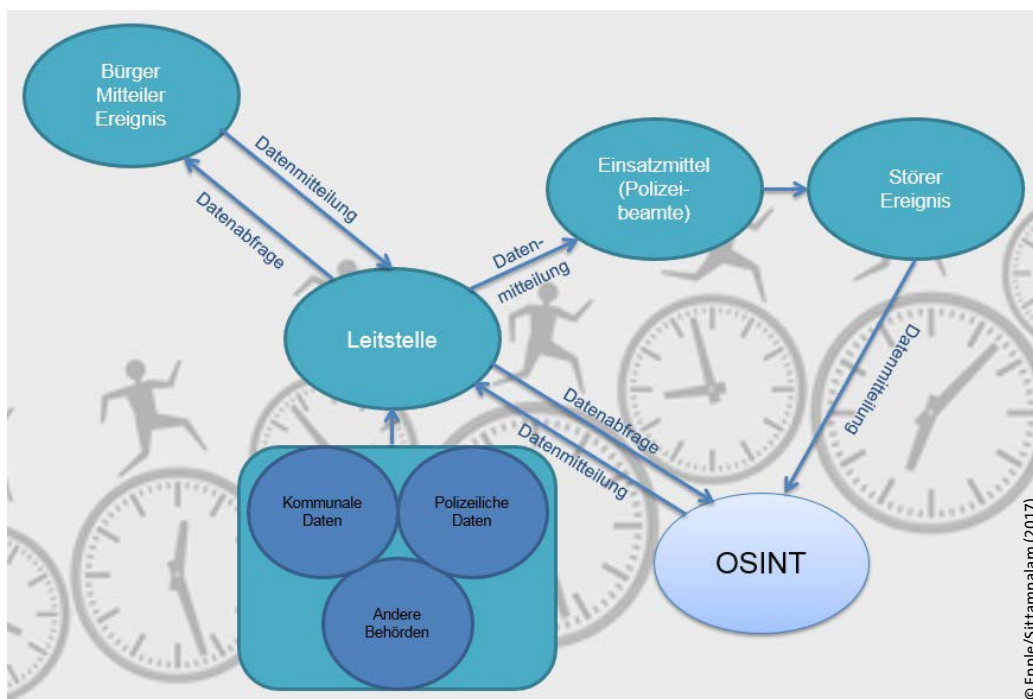 Bürger
Mitteiler
Ereignis
Datenmitteilung
Datenabfrage
Einsatzmittel
(Polizei-
beamte)
Störer
Ereignis
Daten-
mitteilung
Leitstelle
Datenmitteilung
Datenabfrage
Datenmitteilung
Kommunale
Daten
Polizeiliche
Daten
Andere
Behörden
OSINT
© Epple/Sittampalam (2017)